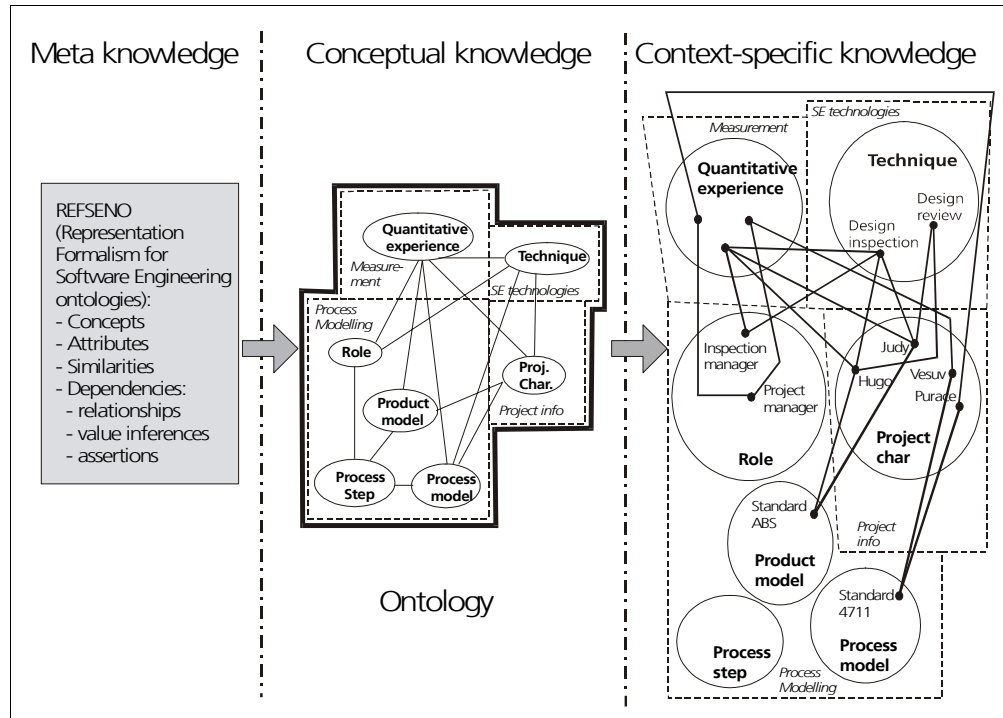 Meta knowledge
Conceptual knowledge
Context-specific knowledge
REFSENO
(Representation
Formalism for
Software Engineering
ontologies):
- Concepts
- Attributes
- Similarities
- Dependencies:
- relationships
- value inferences
- assertions
Quantitative
experience
Measure-
ment
Technique
SE technologies
Process
Modelling
Role
Proj.
Char.
Product
model
Project info
Process
Step
Process
model
Ontology
SE technologies
Measurement
Quantitative
experience
Technique
Design
review
Design
inspection
Inspection
manager
Project
manager
Role
Judy
Hugo
Vesuv
Purace
Project
char
Standard
ABS
Product
model
Project
info
Standard
4711
Process
model
Process
step
Process
Modelling